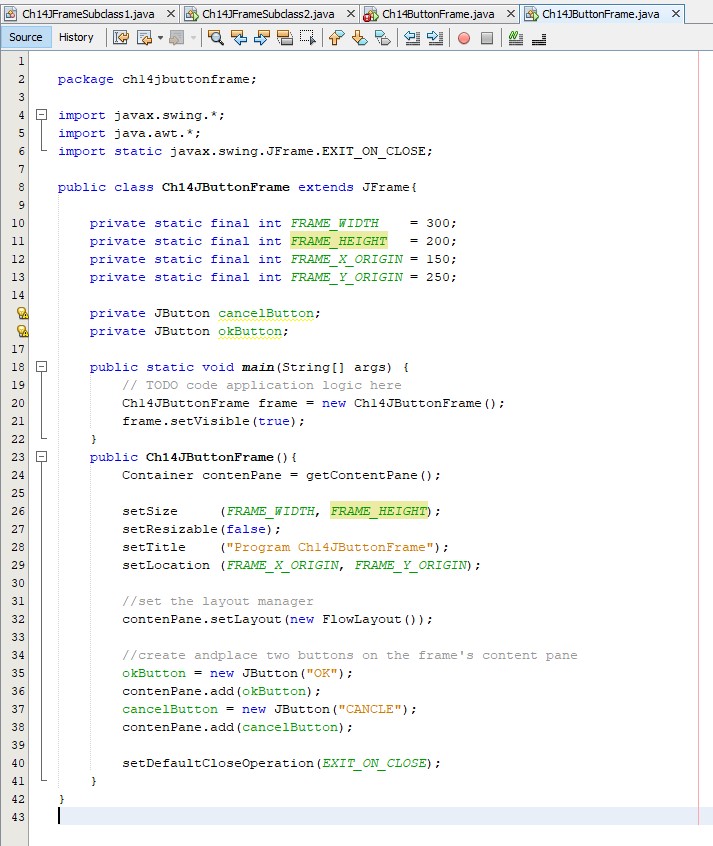 Ch14JFrameSubclass1.java Ch14JFrameSubclass2.java Ch14ButtonFrame.java Ch14JButtonFrame.java
Source History
1
2 package ch14jbuttonframe;
3
4 import javax.swing.*;
5 import java.awt.*;
6 import static javax.swing.JFrame.EXIT_ON_CLOSE;
7
8 public class Ch14JButtonFrame extends JFrame{
9
10 private static final int FRAME_WIDTH = 300;
11 private static final int FRAME_HEIGHT = 200;
12 private static final int FRAME_X_ORIGIN = 150;
13 private static final int FRAME_Y_ORIGIN = 250;
14
private JButton cancelButton;
private JButton okButton;
17
18 public static void main(String[] args) {
19 // TODO code application logic here
20 Ch14JButtonFrame frame = new Ch14JButtonFrame();
21 frame.setVisible(true);
22 }
23 public Ch14JButtonFrame(){
24 Container contenPane = getContentPane();
25
26 setSize (FRAME_WIDTH, FRAME_HEIGHT);
27 setResizable(false);
28 setTitle ("Program Ch14JButtonFrame");
29 setLocation (FRAME_X_ORIGIN, FRAME_Y_ORIGIN);
30
31 //set the layout manager
32 contenPane.setLayout(new FlowLayout());
33
34 //create andplace two buttons on the frame's content pane
35 okButton = new JButton("OK");
36 contenPane.add(okButton);
37 cancelButton = new JButton("CANCLE");
38 contenPane.add(cancelButton);
39
40 setDefaultCloseOperation(EXIT_ON_CLOSE);
41 }
42 }
43